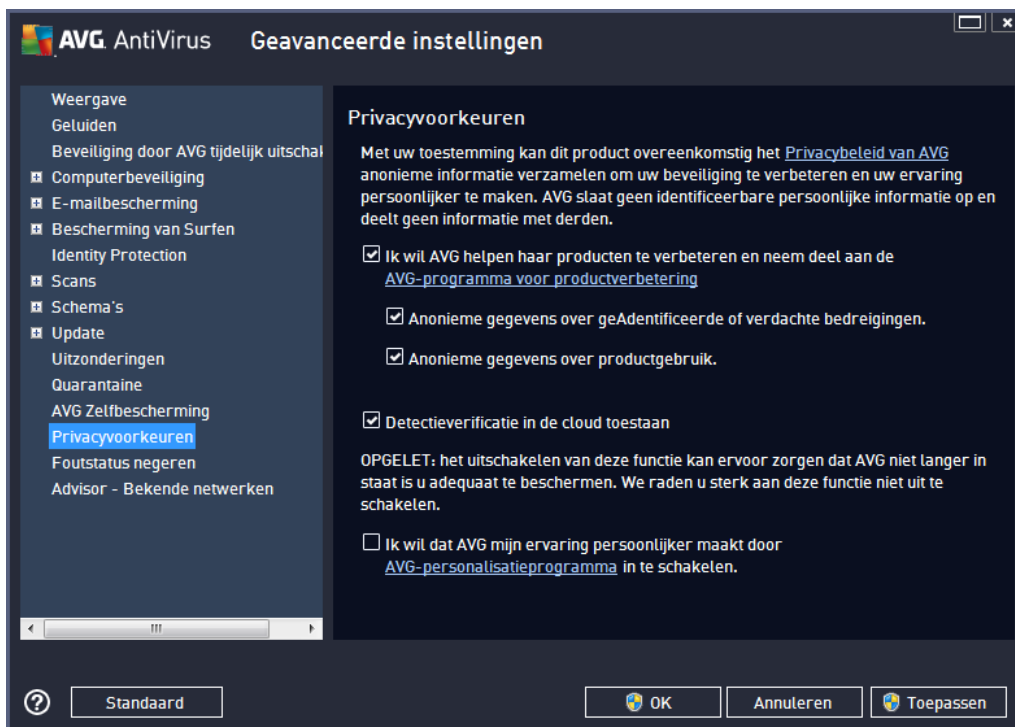 AVG. AntiVirus Geavanceerde instellingen
Weergave
Geluiden
Beveiliging door AVG tijdelijk uitschal
Computerbeveiliging
E-mailbescherming
Bescherming van Surfen
Identity Protection
Scans
Schema's
Update
Uitzonderingen
Quarantaine
AVG Zelfbescherming
Privacyvoorkeuren
Foutstatus negeren
Advisor - Bekende netwerken
Privacyvoorkeuren
Met uw toestemming kan dit product overeenkomstig het Privacybeleid van AVG
anonieme informatie verzamelen om uw beveiliging te verbeteren en uw ervaring
persoonlijker te maken. AVG slaat geen identificeerbare persoonlijke informatie op en
deelt geen informatie met derden.
Ik wil AVG helpen haar producten te verbeteren en neem deel aan de
AVG-programma voor productverbetering
Anonieme gegevens over geAdentificeerde of verdachte bedreigingen.
Anonieme gegevens over productgebruik.
Detectieverificatie in de cloud toestaan
OPGELET: het uitschakelen van deze functie kan ervoor zorgen dat AVG niet langer in
staat is u adequaat te beschermen. We raden u sterk aan deze functie niet uit te
schakelen.
Ik wil dat AVG mijn ervaring persoonlijker maakt door
AVG-personalisatieprogramma in te schakelen.
? Standaard OK Annuleren Toepassen